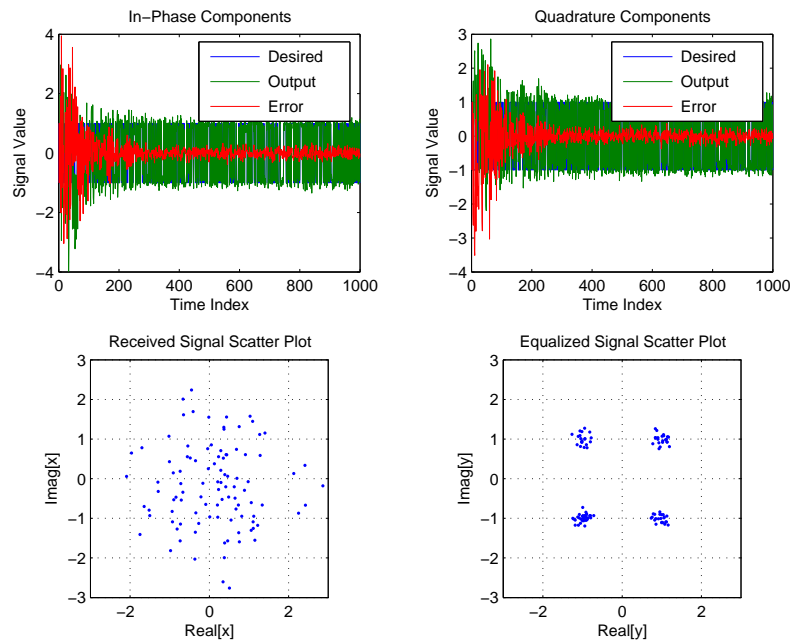 In−Phase Components
4
2
0
−2
−4
Signal Value
0 200 400 600 800 1000
Time Index
Desired
Output
Error
Quadrature Components
3
2
1
0
−1
−2
−3
−4
Signal Value
0 200 400 600 800 1000
Time Index
Desired
Output
Error
Received Signal Scatter Plot
3
2
1
0
−1
−2
−3
Imag[x]
−2 0 2
Real[x]
Equalized Signal Scatter Plot
3
2
1
0
−1
−2
−3
Imag[y]
−2 0 2
Real[y]